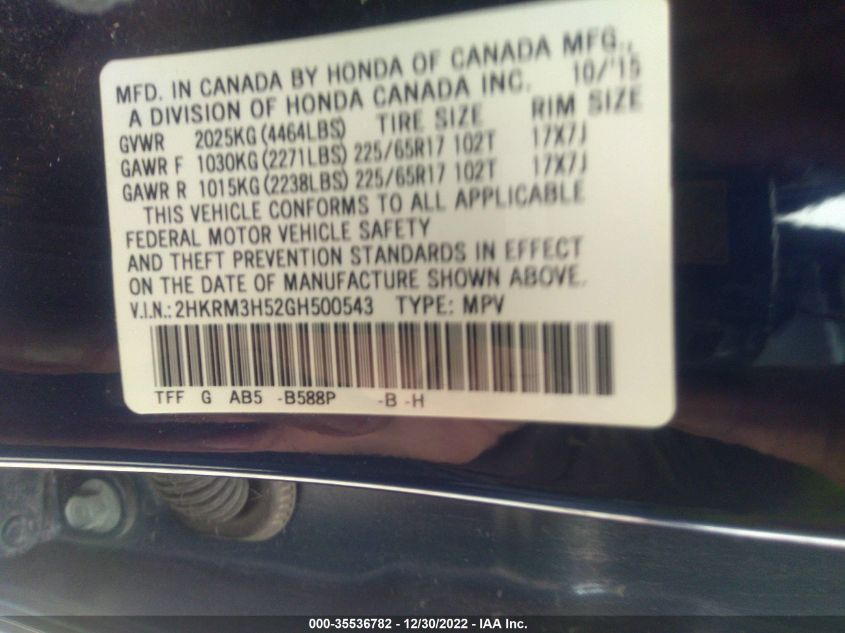 MFD. IN CANADA BY HONDA OF CANADA MFG.,
A DIVISION OF HONDA CANADA INC. 10/'15
GVWR 2025KG (4464LBS) TIRE SIZE RIM SIZE
GAWR F 1030KG (2271LBS) 225/65R17 102T 17X7J
GAWR R 1015KG (2238LBS) 225/65R17 102T 17X7J
THIS VEHICLE CONFORMS TO ALL APPLICABLE
FEDERAL MOTOR VEHICLE SAFETY
AND THEFT PREVENTION STANDARDS IN EFFECT
ON THE DATE OF MANUFACTURE SHOWN ABOVE.
V.I.N.: 2HKRM3H52GH500543 TYPE: MPV
TFF G AB5 -B588P -B -H
000-35536782 - 12/30/2022 - IAA Inc.